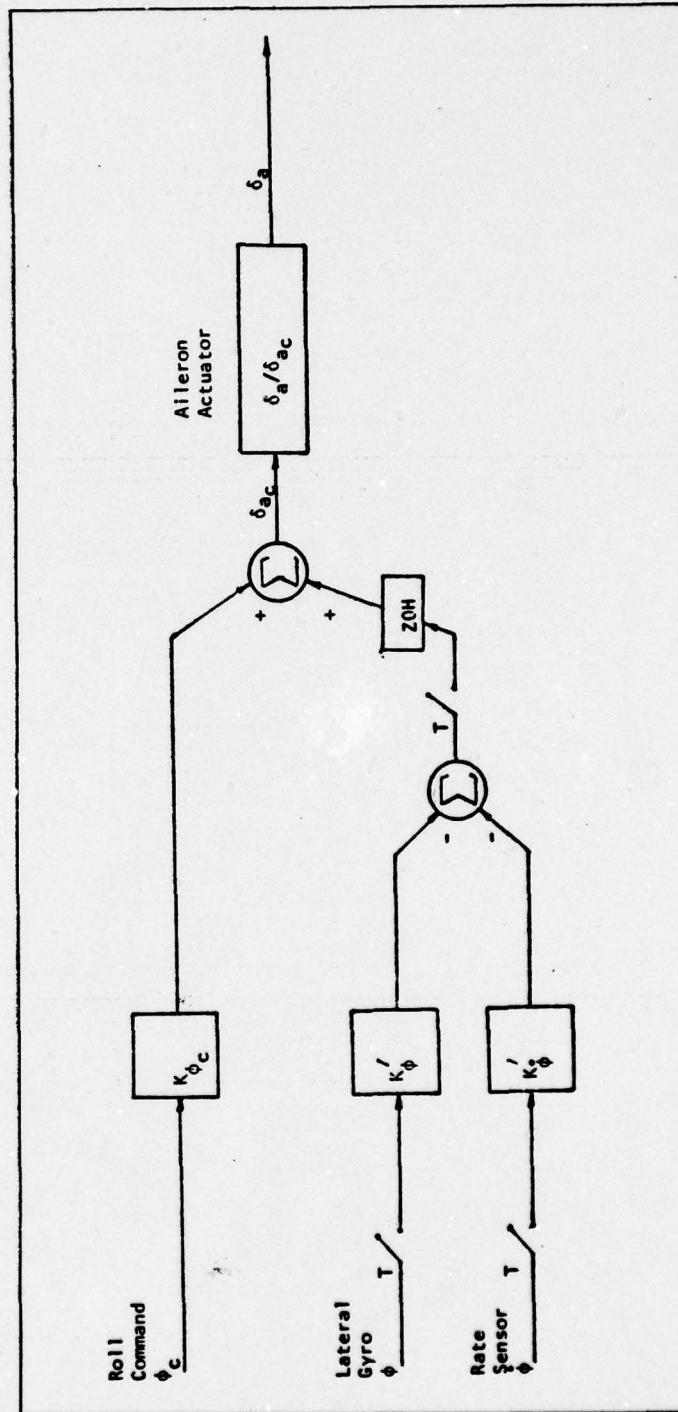 Roll
Command
ϕc
Kϕc
Lateral
Gyro
ϕ
T
K′ϕ
Rate
Sensor
ϕ̇
T
K′ϕ̇
-
-
Σ
T
ZOH
+
+
Σ
δac
Aileron
Actuator
δa/δac
δa